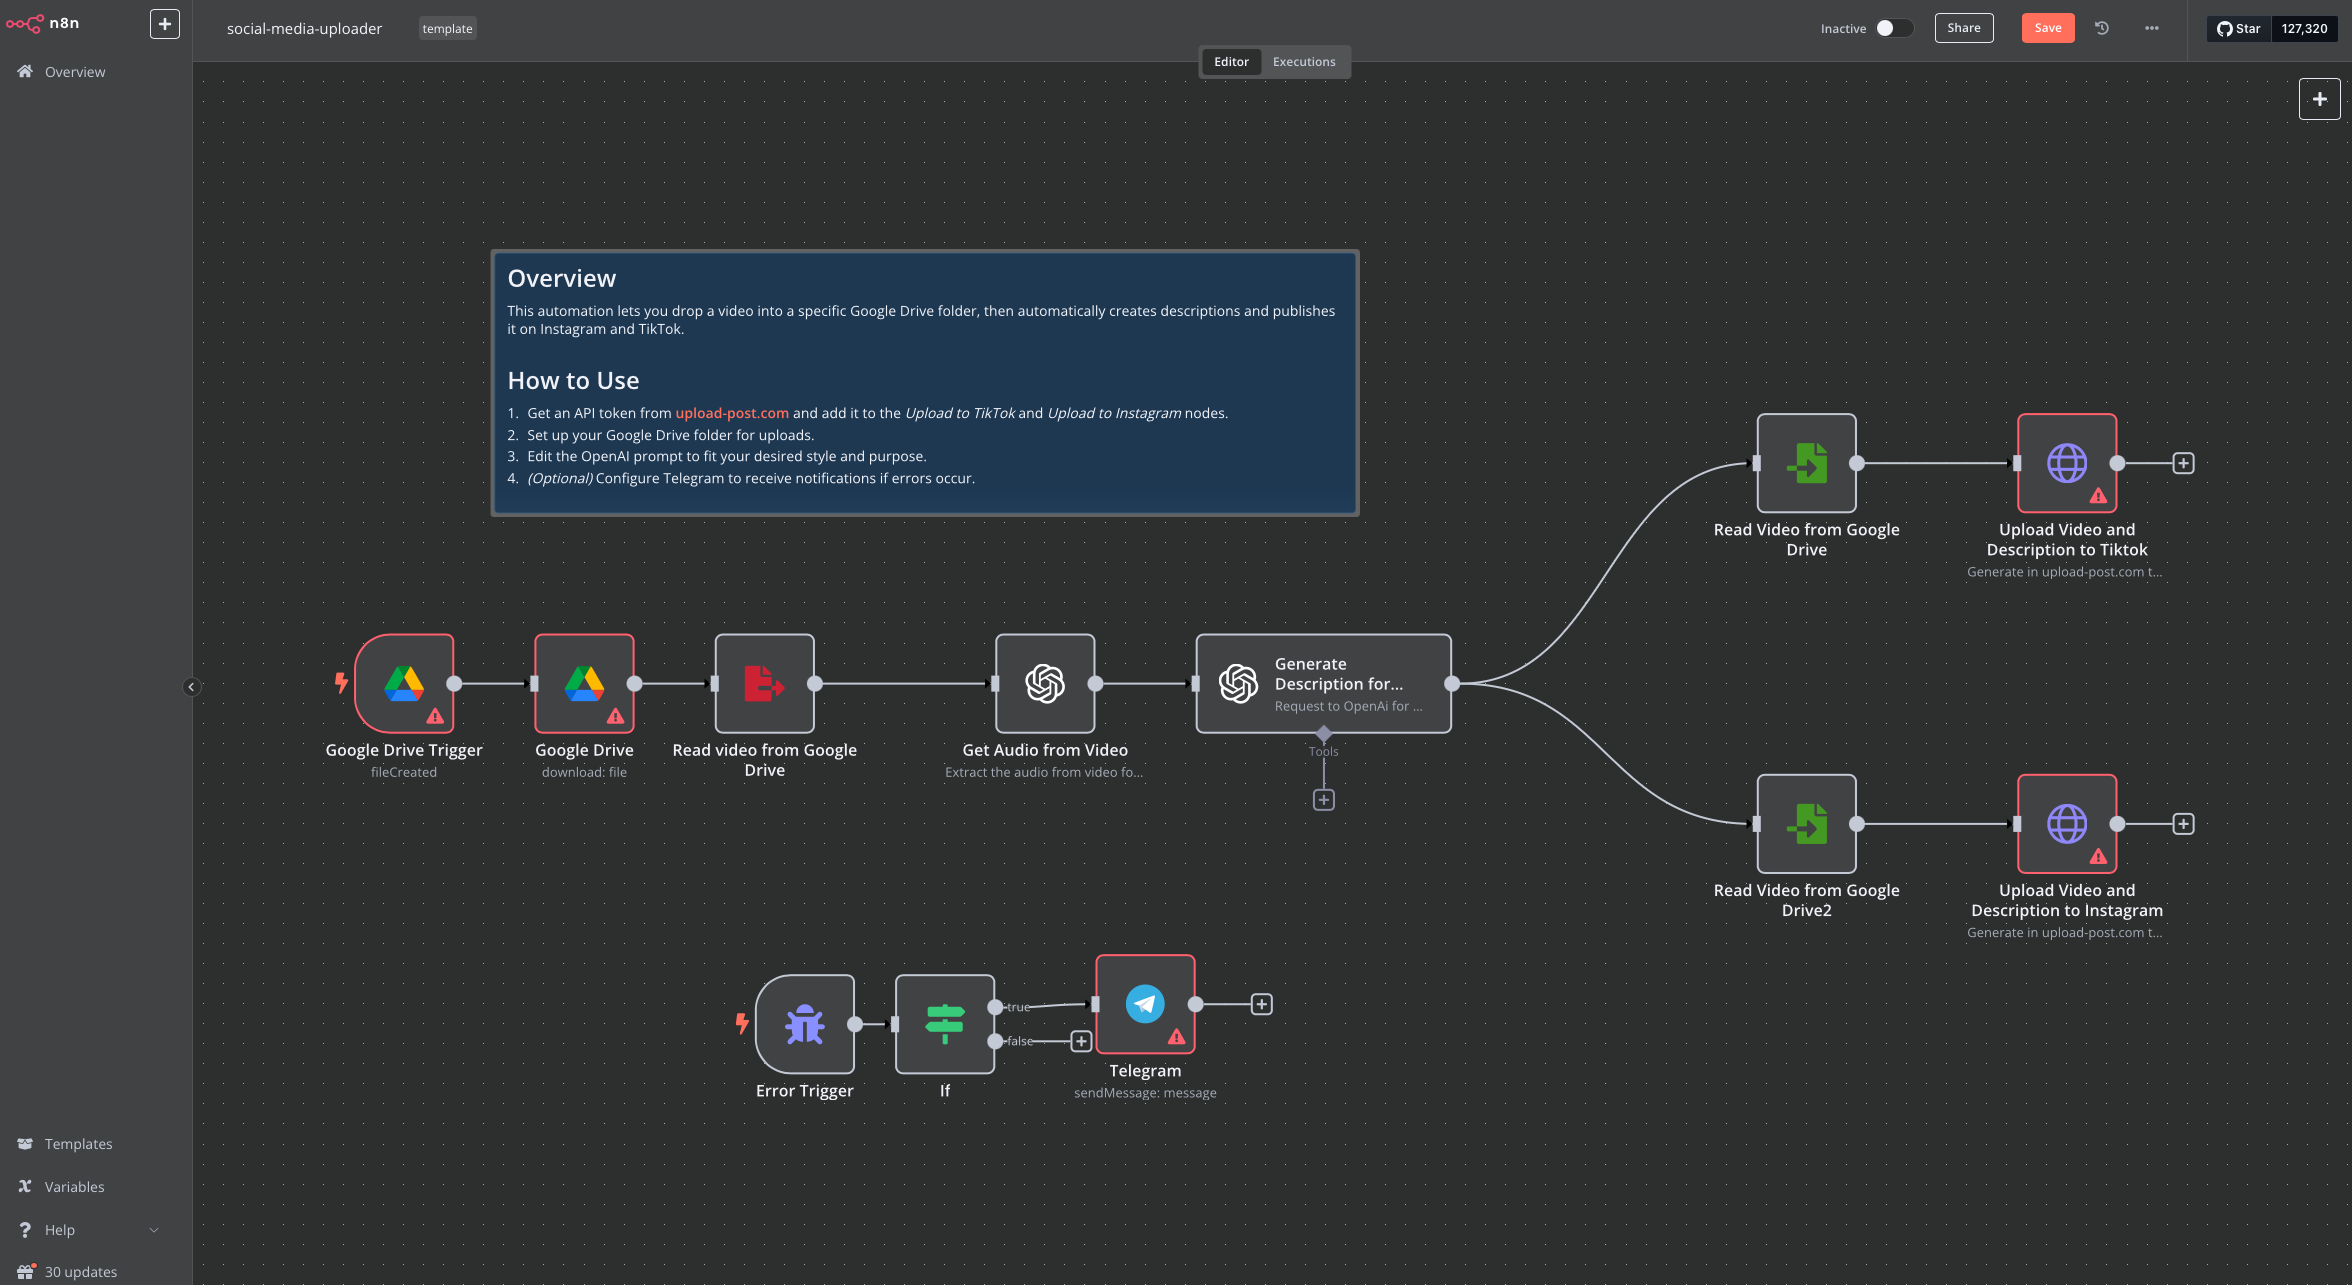 n8n
social-media-uploader
template
Inactive
Share
Save
Star
127,320
Editor
Executions
Overview
Overview
This automation lets you drop a video into a specific Google Drive folder, then automatically creates descriptions and publishes
it on Instagram and TikTok.
How to Use
1. Get an API token from upload-post.com and add it to the Upload to TikTok and Upload to Instagram nodes.
2. Set up your Google Drive folder for uploads.
3. Edit the OpenAI prompt to fit your desired style and purpose.
4. (Optional) Configure Telegram to receive notifications if errors occur.
Read Video from Google
Drive
Upload Video and
Description to Tiktok
Generate in upload-post.com t...
Google Drive Trigger
fileCreated
Google Drive
download: file
Read video from Google
Drive
Get Audio from Video
Extract the audio from video fo...
Generate
Description for...
Request to OpenAi for ...
Tools
Read Video from Google
Drive2
Upload Video and
Description to Instagram
Generate in upload-post.com t...
Error Trigger
If
true
false
Telegram
sendMessage: message
Templates
Variables
Help
30 updates